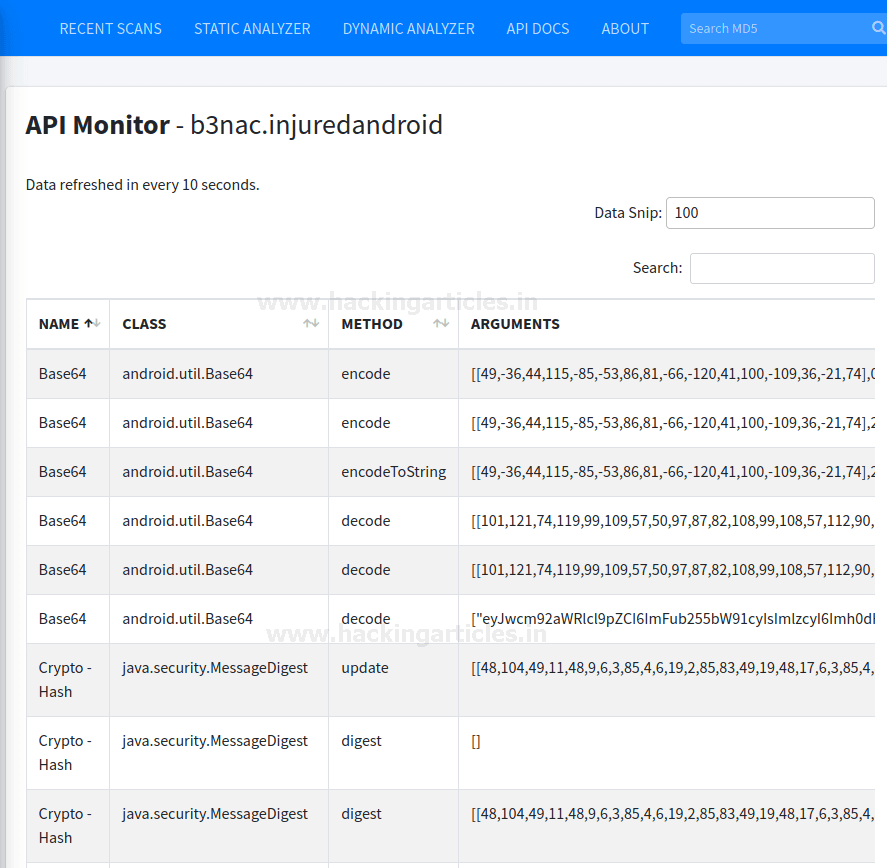 RECENT SCANS STATIC ANALYZER DYNAMIC ANALYZER API DOCS ABOUT Search MD5
API Monitor - b3nac.injuredandroid
Data refreshed in every 10 seconds.
Data Snip: 100
Search:
www.hackingarticles.in
NAME CLASS METHOD ARGUMENTS
Base64 android.util.Base64 encode [[49,-36,44,115,-85,-53,86,81,-66,-120,41,100,-109,36,-21,74],0
Base64 android.util.Base64 encode [[49,-36,44,115,-85,-53,86,81,-66,-120,41,100,-109,36,-21,74],2
Base64 android.util.Base64 encodeToString [[49,-36,44,115,-85,-53,86,81,-66,-120,41,100,-109,36,-21,74],2
Base64 android.util.Base64 decode [[101,121,74,119,99,109,57,50,97,87,82,108,99,108,57,112,90,
Base64 android.util.Base64 decode [[101,121,74,119,99,109,57,50,97,87,82,108,99,108,57,112,90,
Base64 android.util.Base64 decode ["eyJwcm92aWRlcl9pZCI6ImFub255bW91cyIsImlzcyI6Imh0dH
www.hackingarticles.in
Crypto - java.security.MessageDigest update [[48,104,49,11,48,9,6,3,85,4,6,19,2,85,83,49,19,48,17,6,3,85,4,
Hash
Crypto - java.security.MessageDigest digest []
Hash
Crypto - java.security.MessageDigest digest [[48,104,49,11,48,9,6,3,85,4,6,19,2,85,83,49,19,48,17,6,3,85,4,
Hash